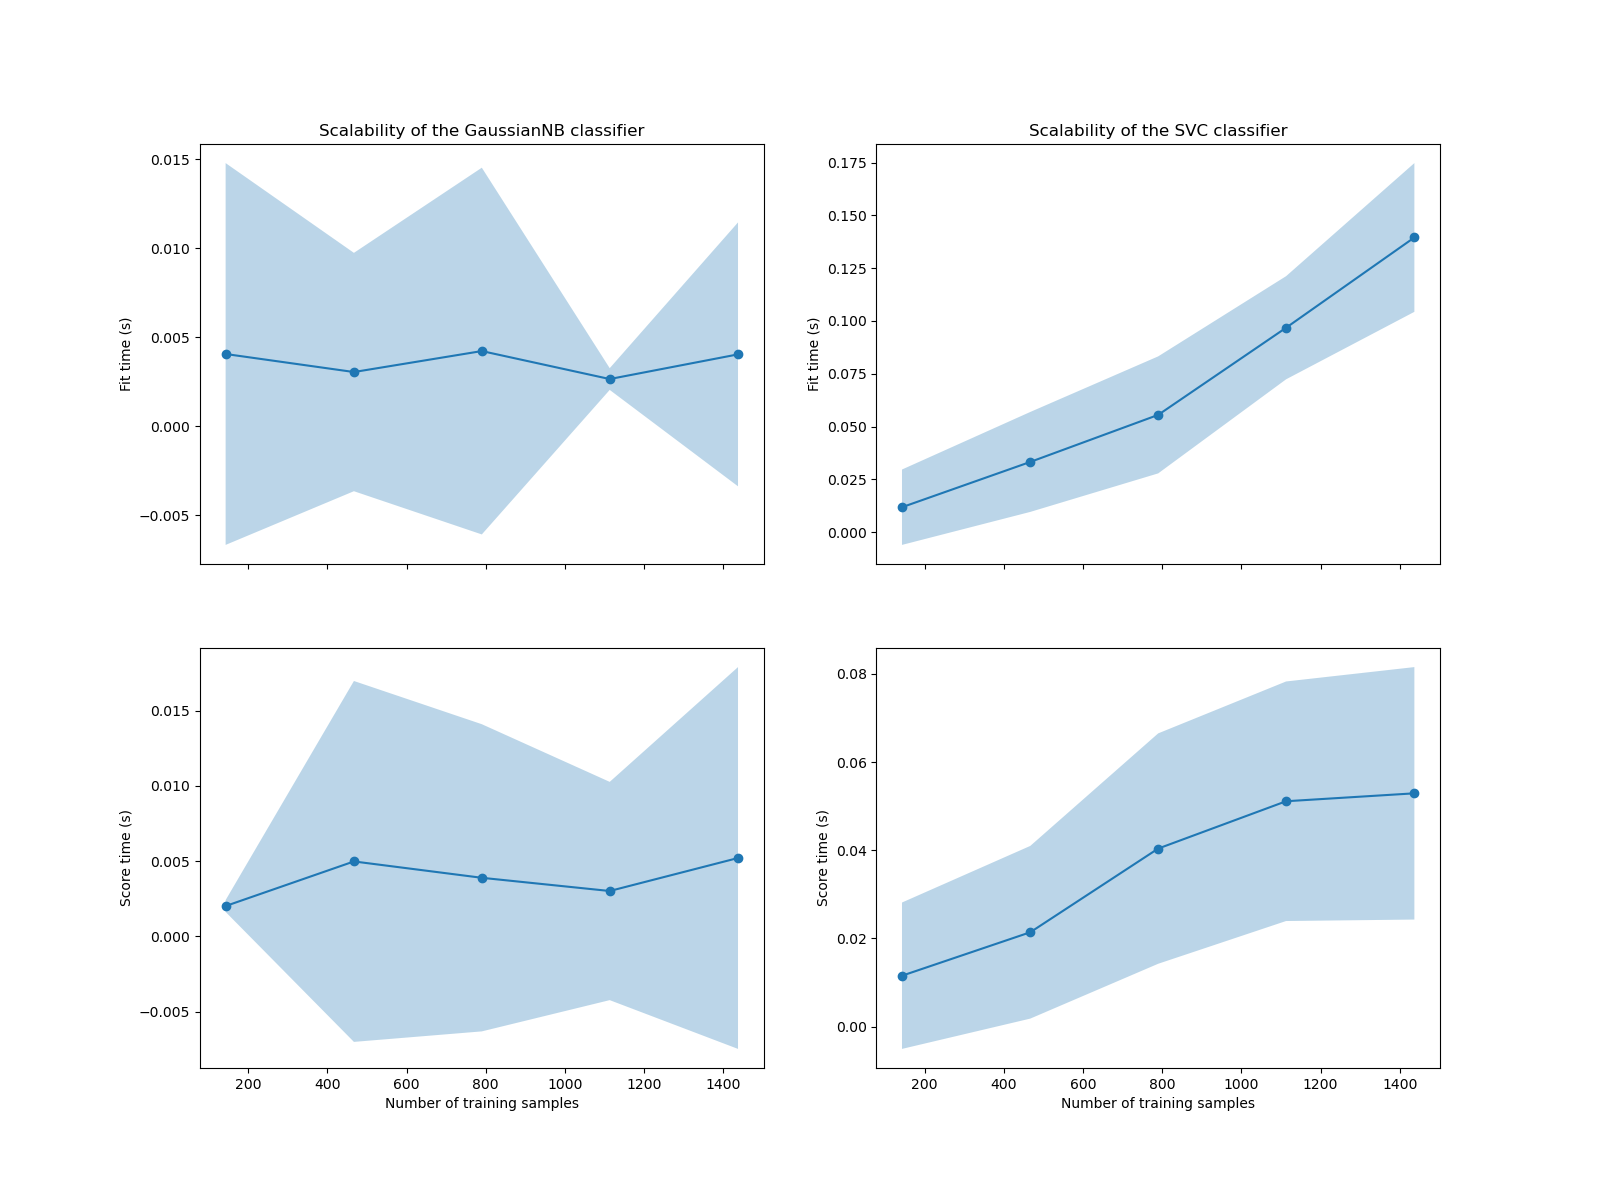 Scalability of the GaussianNB classifier
0.015
0.010
0.005
0.000
−0.005
Fit time (s)
Scalability of the SVC classifier
0.175
0.150
0.125
0.100
0.075
0.050
0.025
0.000
Fit time (s)
0.015
0.010
0.005
0.000
−0.005
Score time (s)
200 400 600 800 1000 1200 1400
Number of training samples
0.08
0.06
0.04
0.02
0.00
Score time (s)
200 400 600 800 1000 1200 1400
Number of training samples